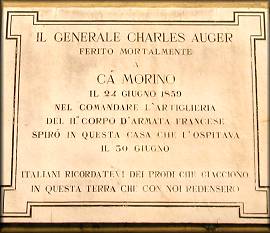 IL GENERALE CHARLES AUGER
FERITO MORTALMENTE
A
CÀ MORINO
IL 24 GIUGNO 1859
NEL COMANDARE L'ARTIGLIERIA
DEL II° CORPO D'ARMATA FRANCESE
SPIRÓ IN QUESTA CASA CHE L'OSPITAVA
IL 30 GIUGNO
ITALIANI RICORDATEVI DEI PRODI CHE GIACCIONO
IN QUESTA TERRA CHE CON NOI REDENSERO